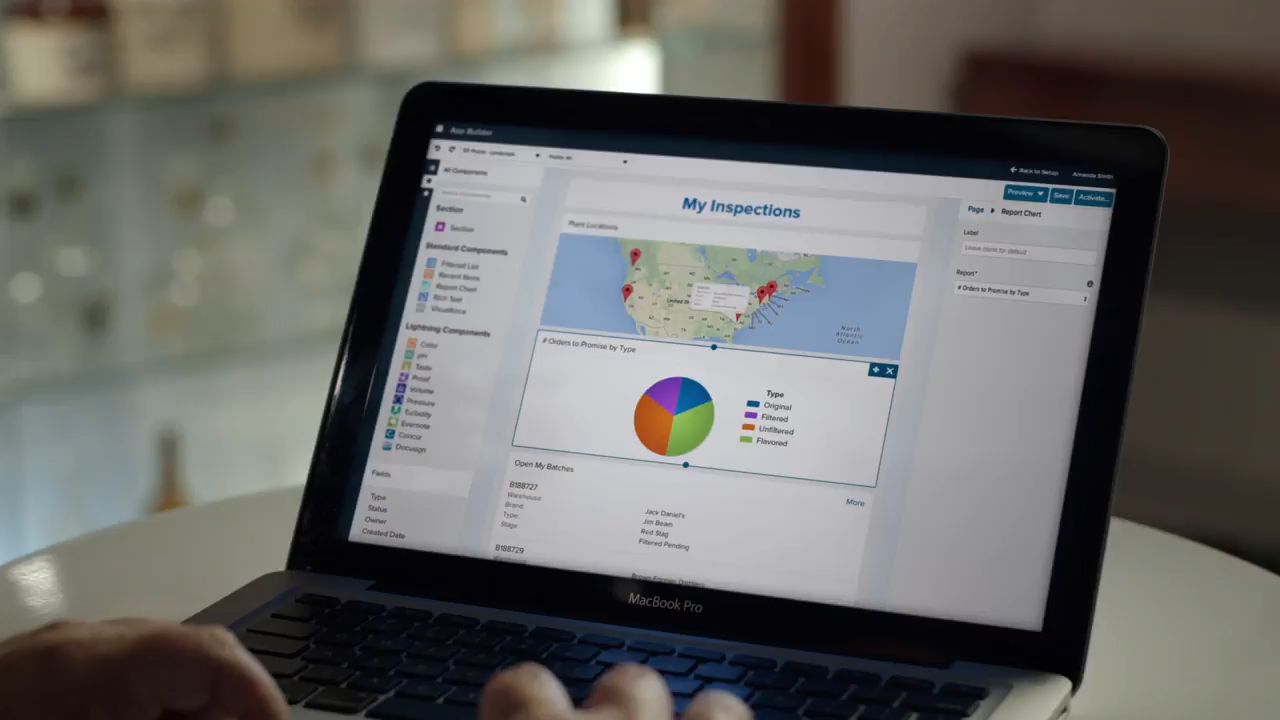 App Builder
Back to Setup
Amanda Smith
All Components
Preview
Save
Activate...
Page
Report Chart
Section
Section
Standard Components
Filtered List
Recent Items
Report Chart
Rich Text
Visualforce
Lightning Components
Color
pH
Taste
Proof
Volume
Pressure
Turbidity
Evernote
Concur
Docusign
Fields
Type
Status
Owner
Created Date
My Inspections
Plant Locations
North
Atlantic
Ocean
# Orders to Promise by Type
Type
Original
Filtered
Unfiltered
Flavored
Open My Batches
More
B188727
Warehouse: Jack Daniel's
Brand: Jim Beam
Type: Red Stag
Stage: Filtered Pending
B188729
Label
Leave blank for default
Report*
# Orders to Promise by Type
MacBook Pro